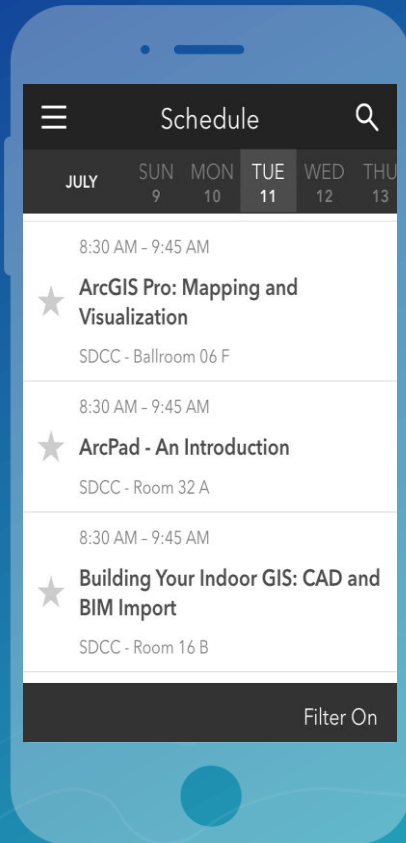 Schedule
JULY
SUN MON TUE WED THU
9 10 11 12 13
8:30 AM – 9:45 AM
ArcGIS Pro: Mapping and
Visualization
SDCC - Ballroom 06 F
8:30 AM – 9:45 AM
ArcPad - An Introduction
SDCC - Room 32 A
8:30 AM – 9:45 AM
Building Your Indoor GIS: CAD and
BIM Import
SDCC - Room 16 B
Filter On